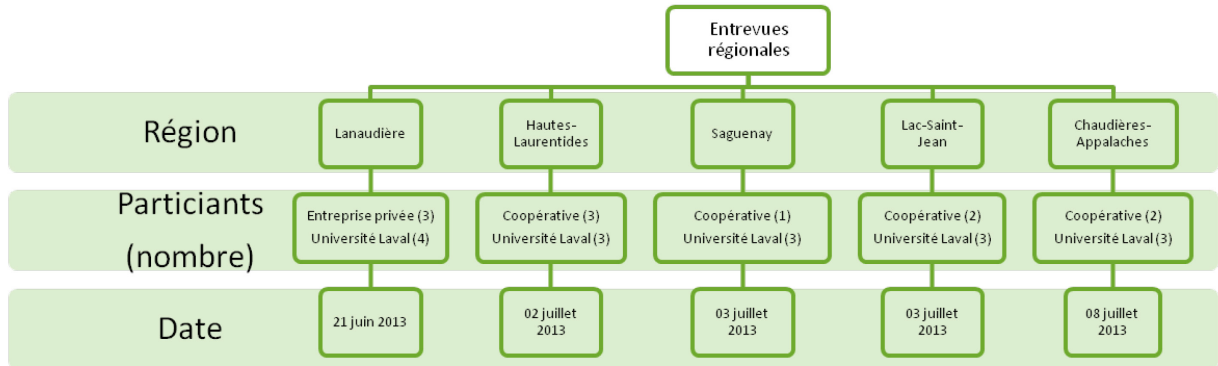 Entrevues
régionales
Région
Lanaudière
Hautes-
Laurentides
Saguenay
Lac-Saint-
Jean
Chaudières-
Appalaches
Particiants
(nombre)
Entreprise privée (3)
Université Laval (4)
Coopérative (3)
Université Laval (3)
Coopérative (1)
Université Laval (3)
Coopérative (2)
Université Laval (3)
Coopérative (2)
Université Laval (3)
Date
21 juin 2013
02 juillet
2013
03 juillet
2013
03 juillet
2013
08 juillet
2013